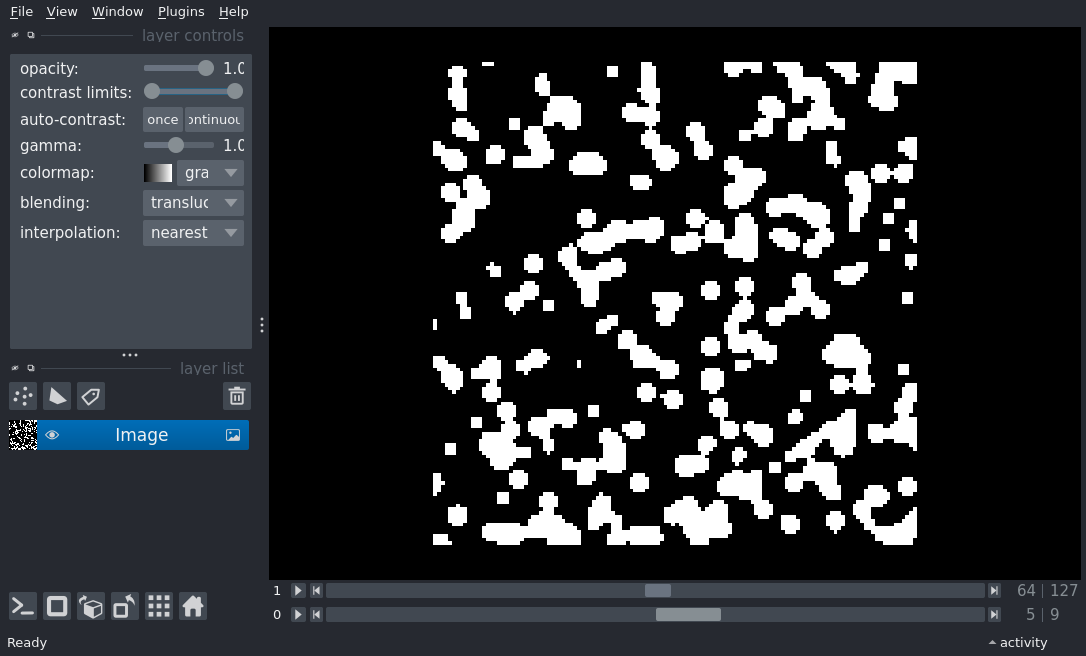 File View Window Plugins Help
layer controls
opacity: 1.0
contrast limits:
auto-contrast: once ontinuou
gamma: 1.0
colormap: gra
blending: transluc
interpolation: nearest
layer list
Image
1 64 | 127
0 5 | 9
Ready activity